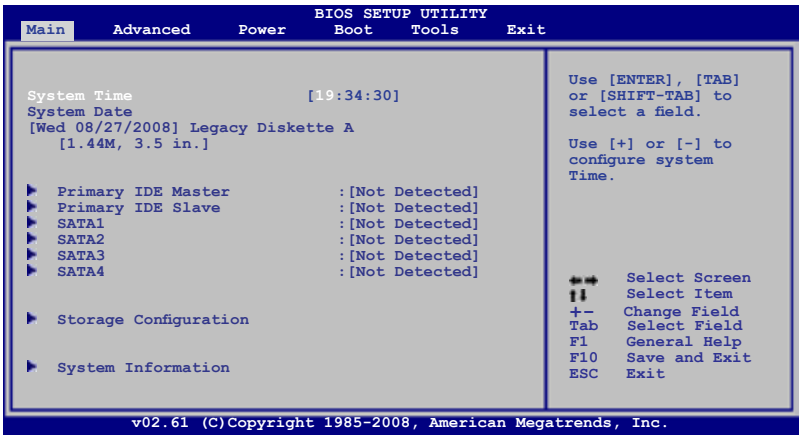 BIOS SETUP UTILITY
Main Advanced Power Boot Tools Exit
System Time [19:34:30]
System Date
[Wed 08/27/2008] Legacy Diskette A
[1.44M, 3.5 in.]
Primary IDE Master :[Not Detected]
Primary IDE Slave :[Not Detected]
SATA1 :[Not Detected]
SATA2 :[Not Detected]
SATA3 :[Not Detected]
SATA4 :[Not Detected]
Storage Configuration
System Information
Use [ENTER], [TAB]
or [SHIFT-TAB] to
select a field.
Use [+] or [-] to
configure system
Time.
←→ Select Screen
↑↓ Select Item
+- Change Field
Tab Select Field
F1 General Help
F10 Save and Exit
ESC Exit
v02.61 (C)Copyright 1985-2008, American Megatrends, Inc.